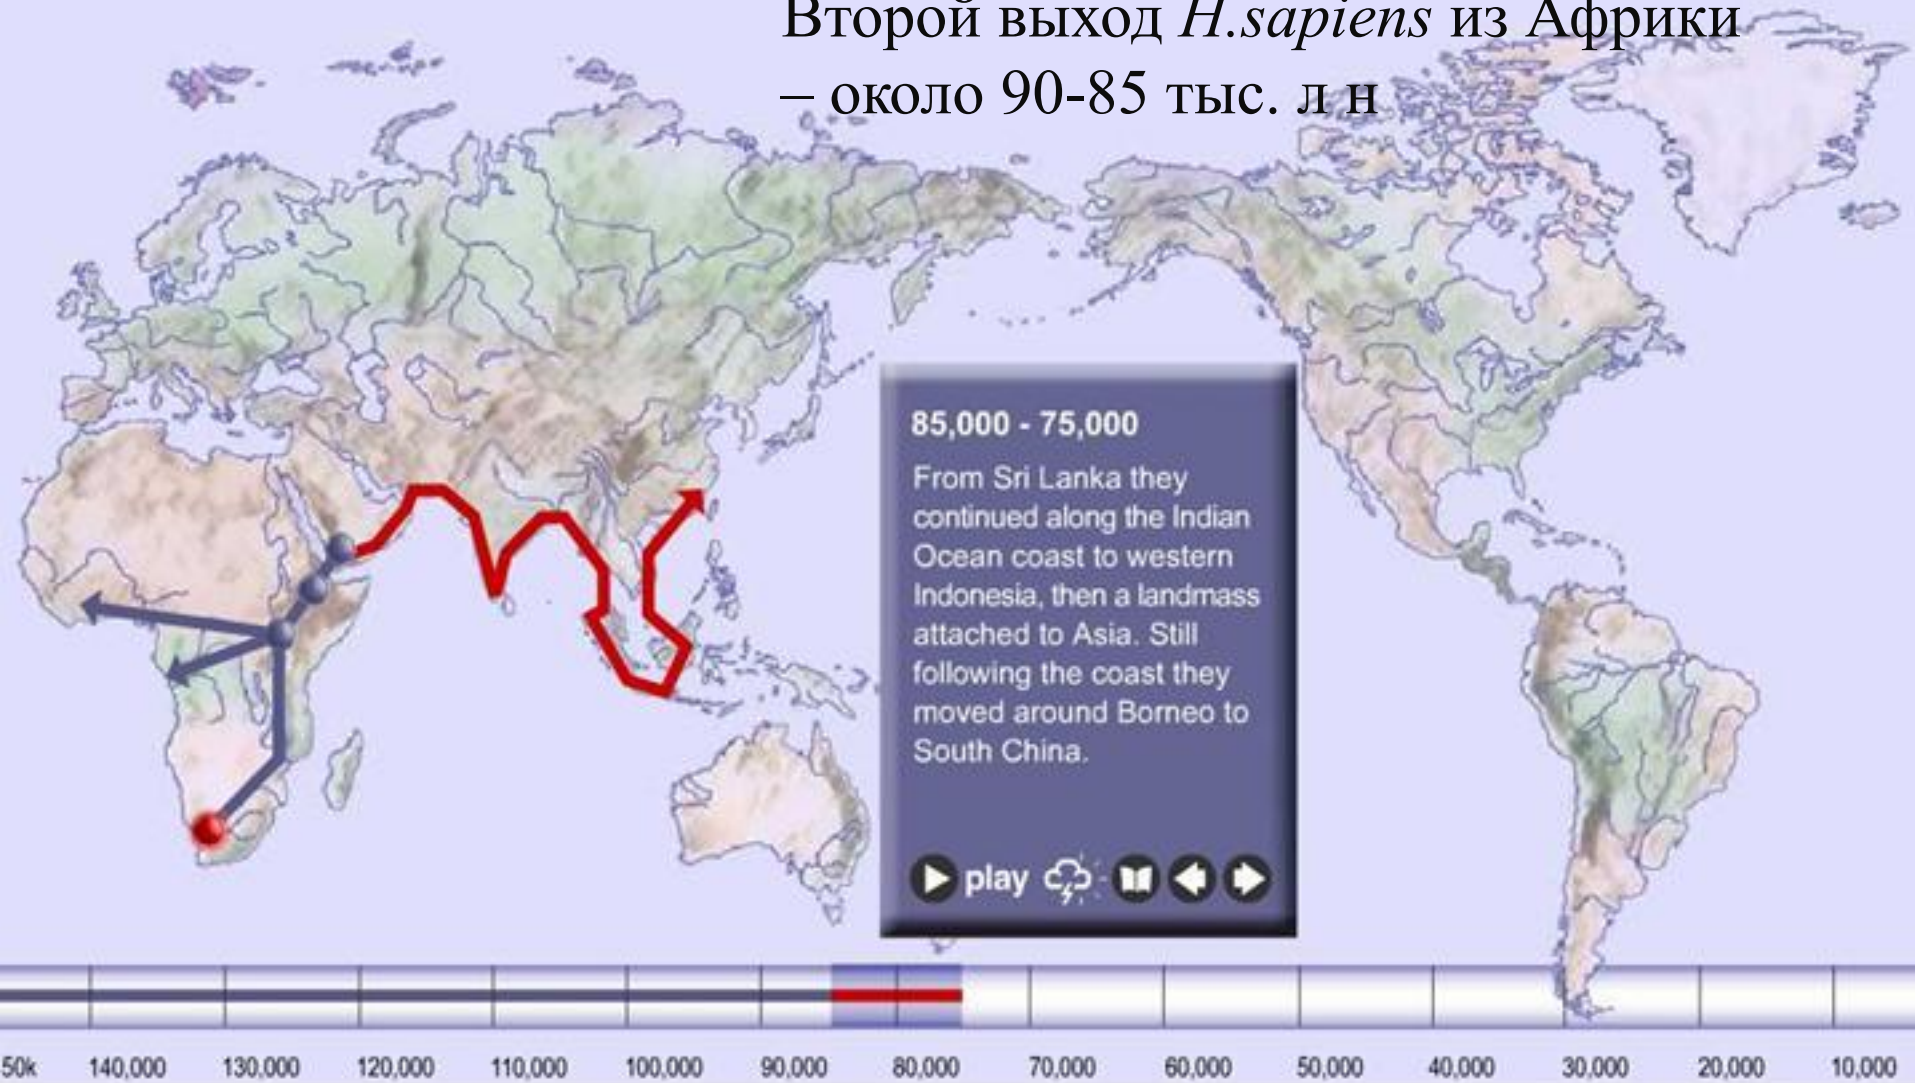 Второй выход H.sapiens из Африки
– около 90-85 тыс. л н
85,000 - 75,000
From Sri Lanka they
continued along the Indian
Ocean coast to western
Indonesia, then a landmass
attached to Asia. Still
following the coast they
moved around Borneo to
South China.
play
50k 140,000 130,000 120,000 110,000 100,000 90,000 80,000 70,000 60,000 50,000 40,000 30,000 20,000 10,000